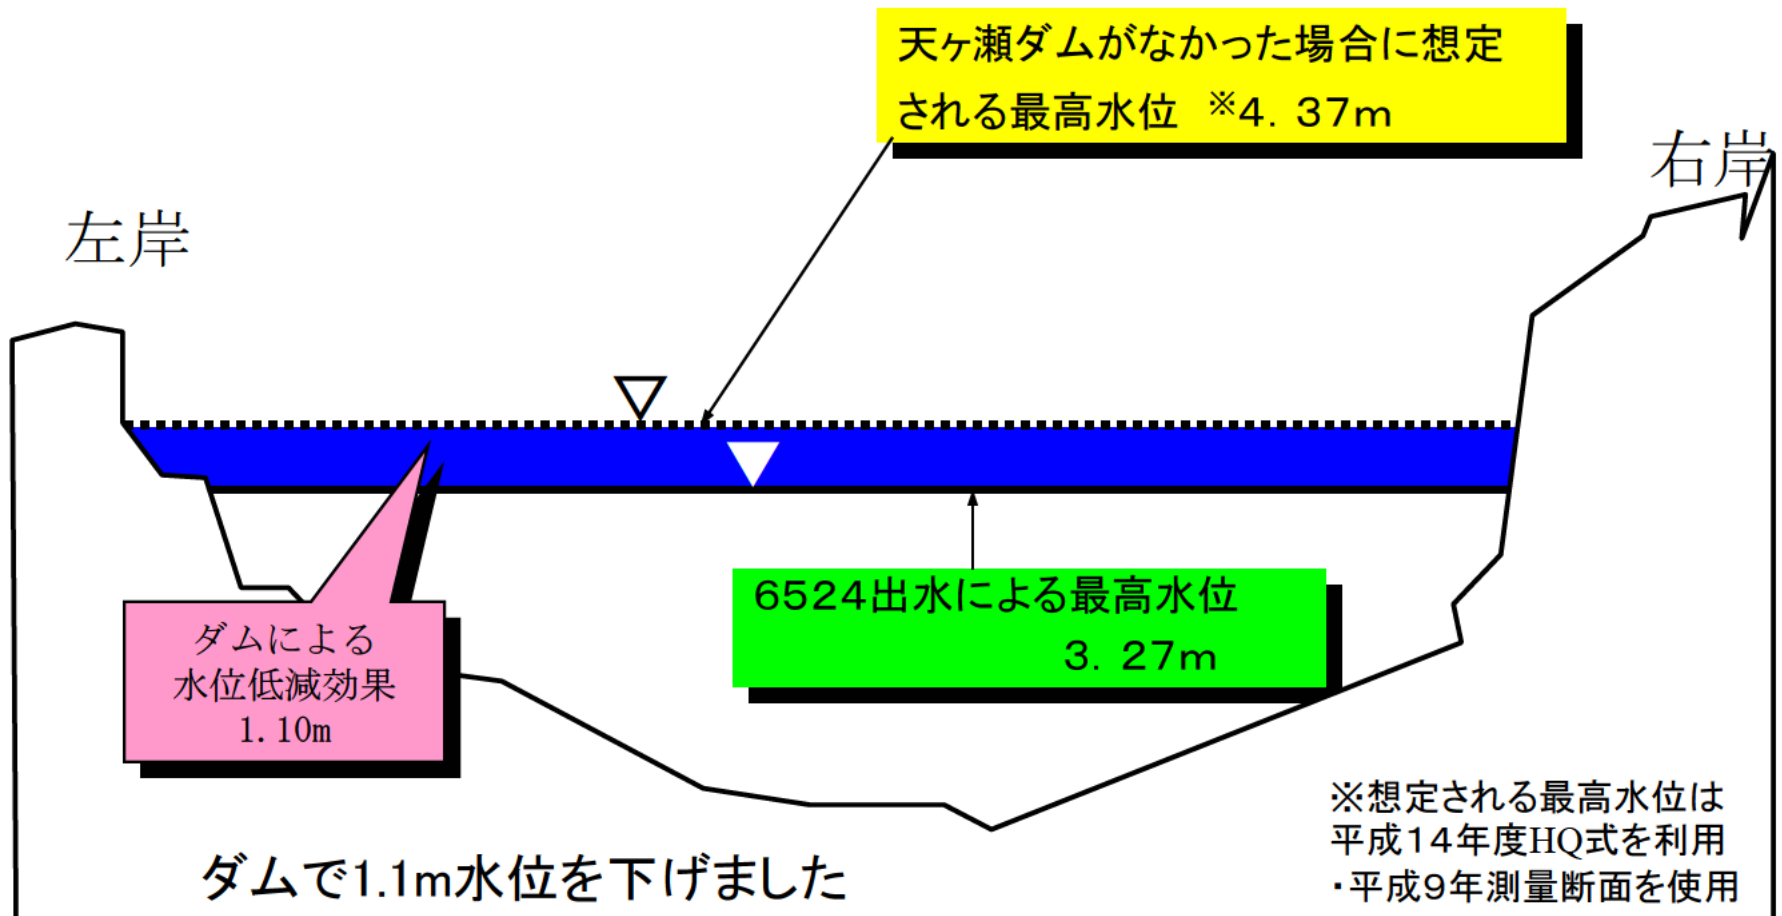 天ヶ瀬ダムがなかった場合に想定
される最高水位 ※4．37m
右岸
左岸
6524出水による最高水位
3．27m
ダムによる
水位低減効果
1.10m
ダムで1.1m水位を下げました
※想定される最高水位は
平成14年度HQ式を利用
・平成9年測量断面を使用